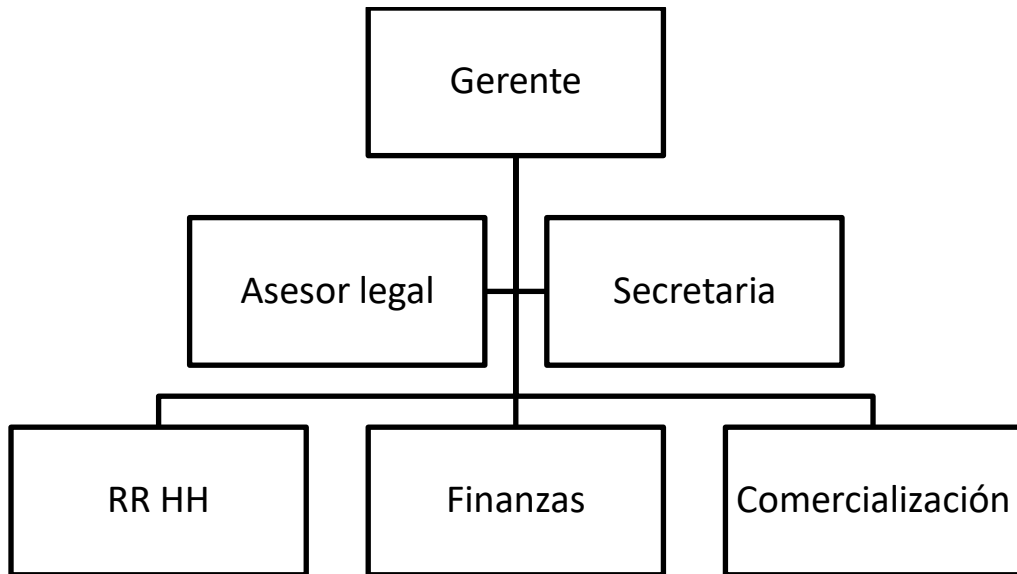 Gerente
Asesor legal
Secretaria
RR HH
Finanzas
Comercialización